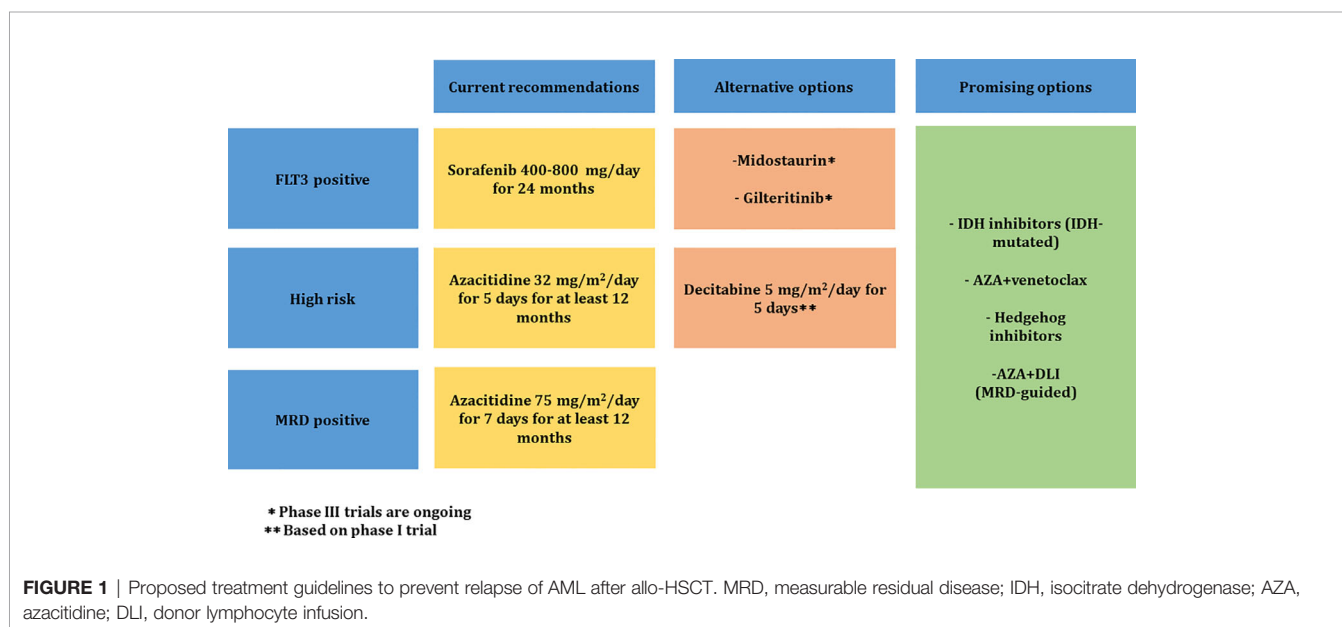 Current recommendations
Alternative options
Promising options
FLT3 positive
Sorafenib 400-800 mg/day
for 24 months
-Midostaurin*
- Gilteritinib*
High risk
Azacitidine 32 mg/m²/day
for 5 days for at least 12
months
Decitabine 5 mg/m²/day for
5 days**
MRD positive
Azacitidine 75 mg/m²/day
for 7 days for at least 12
months
- IDH inhibitors (IDH-
mutated)
- AZA+venetoclax
- Hedgehog
inhibitors
-AZA+DLI
(MRD-guided)
* Phase III trials are ongoing
** Based on phase I trial
FIGURE 1 | Proposed treatment guidelines to prevent relapse of AML after allo-HSCT. MRD, measurable residual disease; IDH, isocitrate dehydrogenase; AZA,
azacitidine; DLI, donor lymphocyte infusion.